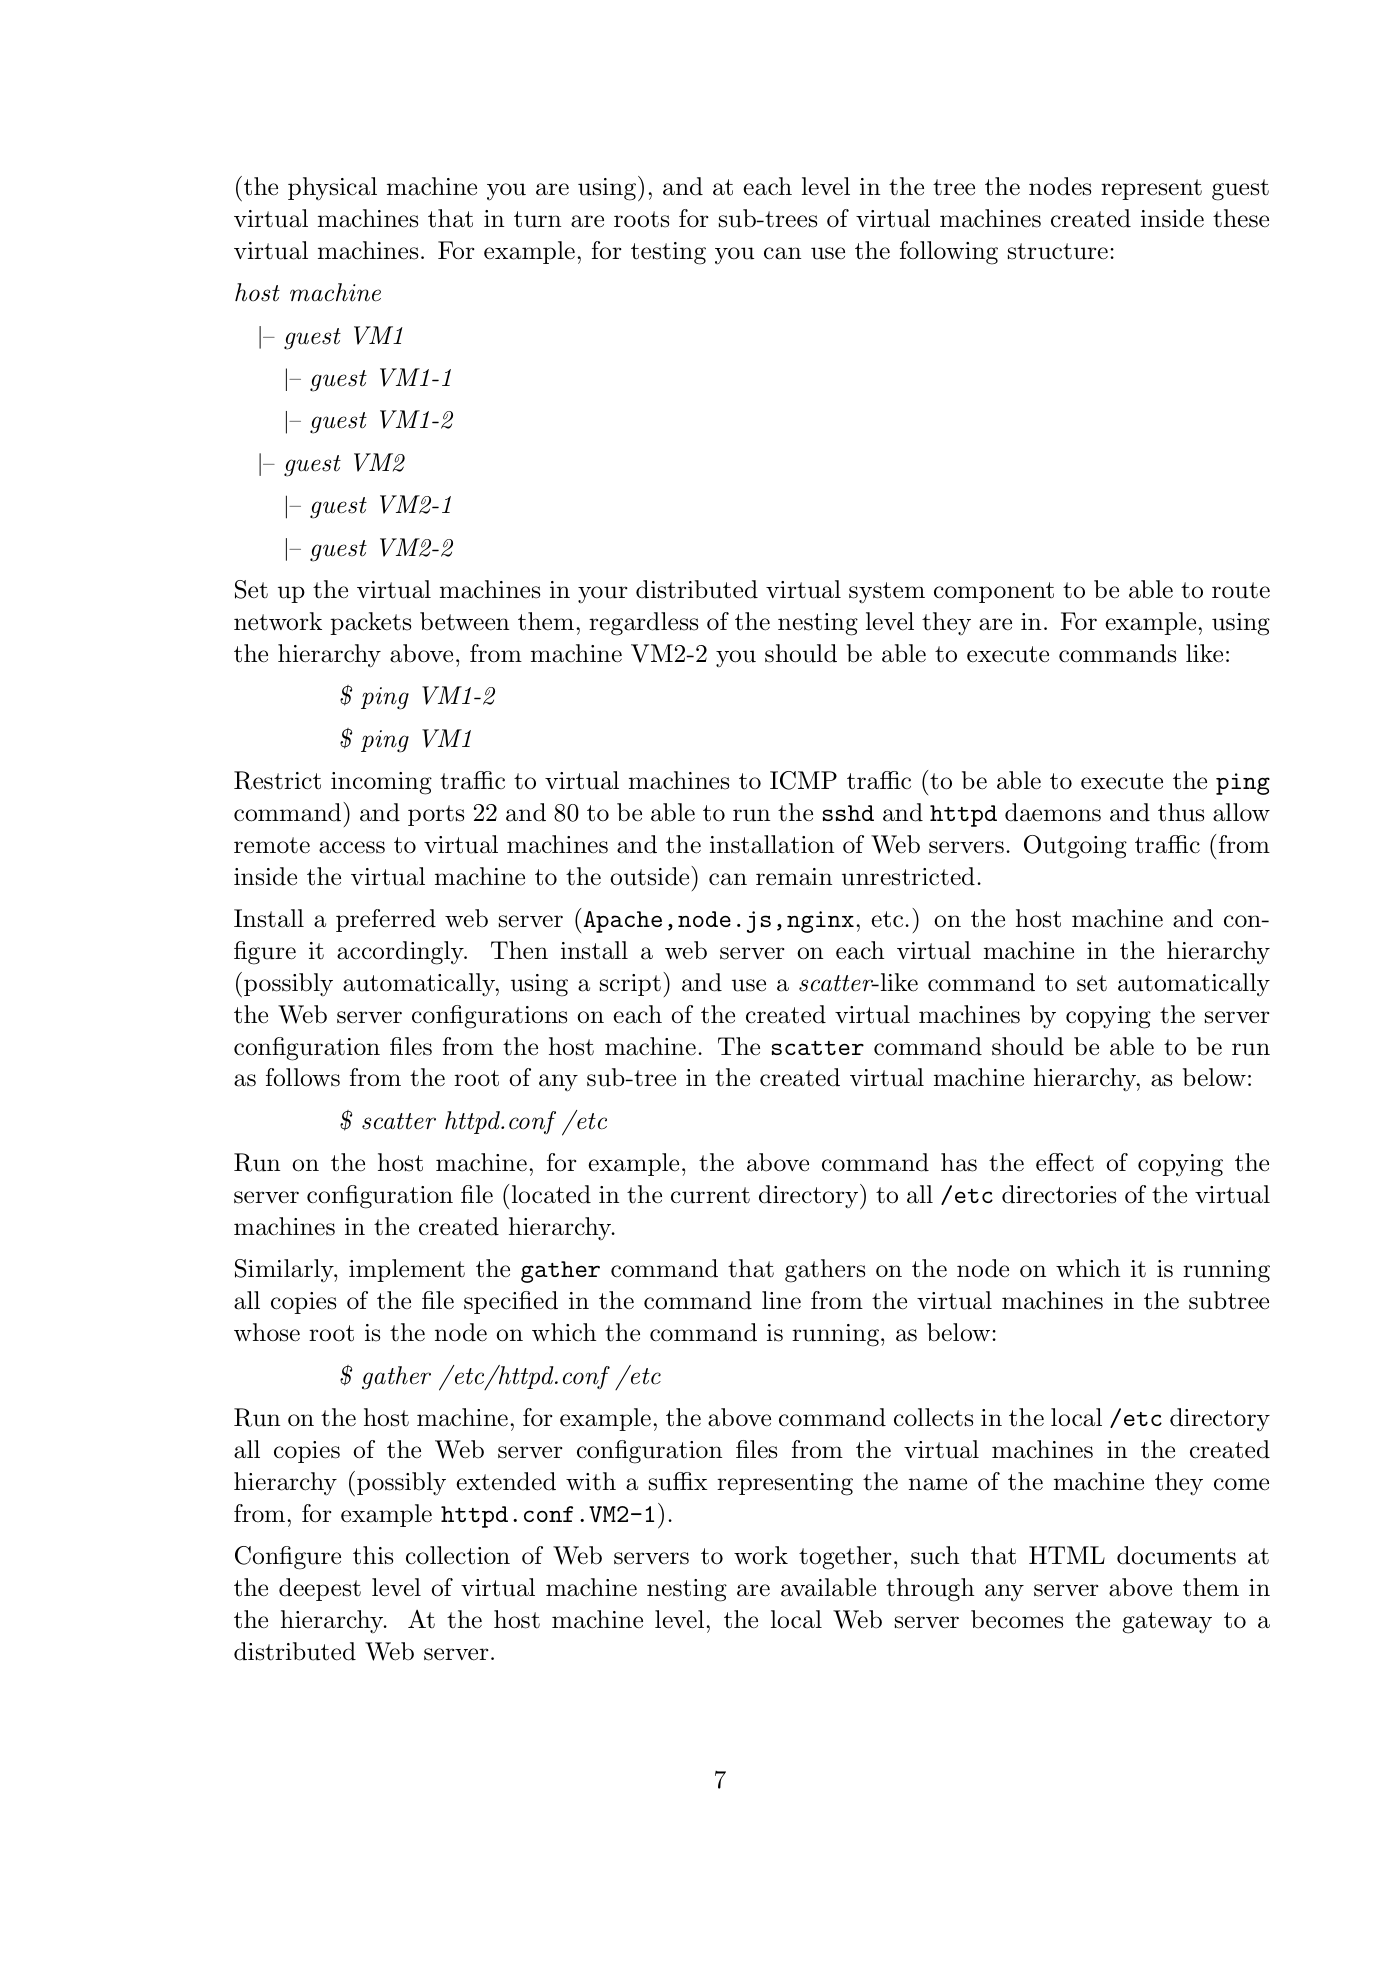 (the physical machine you are using), and at each level in the tree the nodes represent guest
virtual machines that in turn are roots for sub-trees of virtual machines created inside these
virtual machines. For example, for testing you can use the following structure:
host machine
|– guest VM1
|– guest VM1-1
|– guest VM1-2
|– guest VM2
|– guest VM2-1
|– guest VM2-2
Set up the virtual machines in your distributed virtual system component to be able to route
network packets between them, regardless of the nesting level they are in. For example, using
the hierarchy above, from machine VM2-2 you should be able to execute commands like:
$ ping VM1-2
$ ping VM1
Restrict incoming traffic to virtual machines to ICMP traffic (to be able to execute the ping
command) and ports 22 and 80 to be able to run the sshd and httpd daemons and thus allow
remote access to virtual machines and the installation of Web servers. Outgoing traffic (from
inside the virtual machine to the outside) can remain unrestricted.
Install a preferred web server (Apache,node.js,nginx, etc.) on the host machine and con-
figure it accordingly. Then install a web server on each virtual machine in the hierarchy
(possibly automatically, using a script) and use a scatter-like command to set automatically
the Web server configurations on each of the created virtual machines by copying the server
configuration files from the host machine. The scatter command should be able to be run
as follows from the root of any sub-tree in the created virtual machine hierarchy, as below:
$ scatter httpd.conf /etc
Run on the host machine, for example, the above command has the effect of copying the
server configuration file (located in the current directory) to all /etc directories of the virtual
machines in the created hierarchy.
Similarly, implement the gather command that gathers on the node on which it is running
all copies of the file specified in the command line from the virtual machines in the subtree
whose root is the node on which the command is running, as below:
$ gather /etc/httpd.conf /etc
Run on the host machine, for example, the above command collects in the local /etc directory
all copies of the Web server configuration files from the virtual machines in the created
hierarchy (possibly extended with a suffix representing the name of the machine they come
from, for example httpd.conf.VM2-1).
Configure this collection of Web servers to work together, such that HTML documents at
the deepest level of virtual machine nesting are available through any server above them in
the hierarchy. At the host machine level, the local Web server becomes the gateway to a
distributed Web server.
7